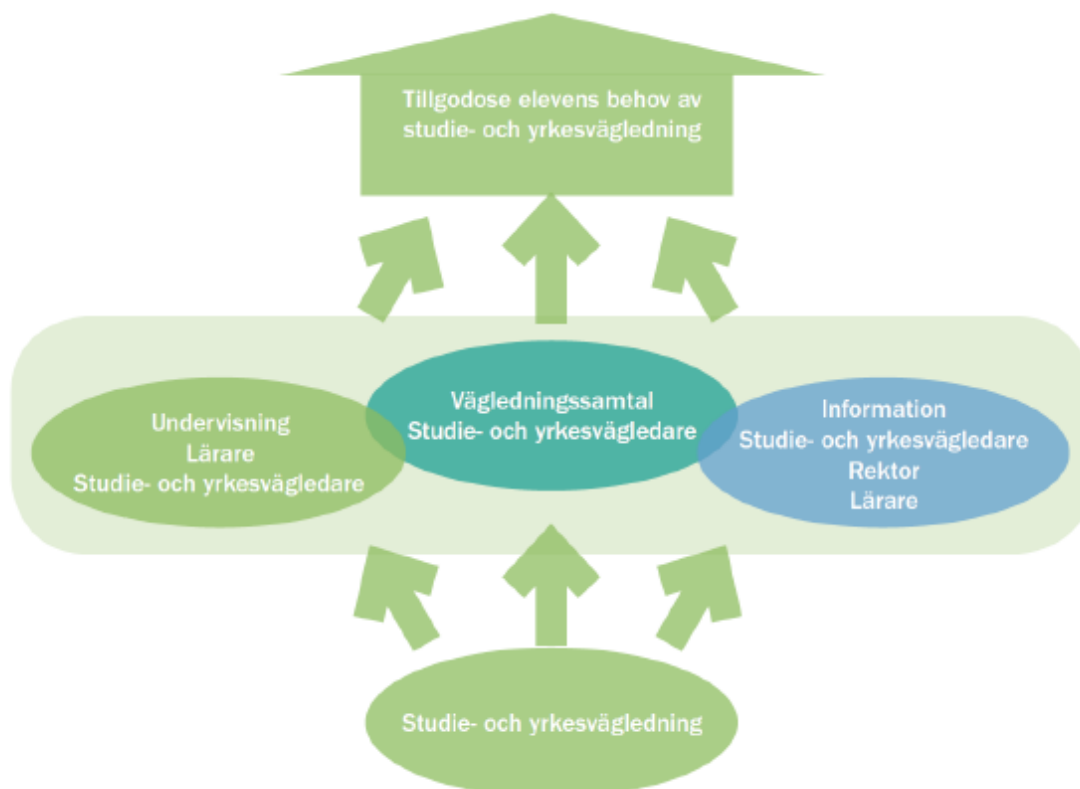 Tillgodose elevens behov av
studie- och yrkesvägledning
Undervisning
Lärare
Studie- och yrkesvägledare
Vägledningssamtal
Studie- och yrkesvägledare
Information
Studie- och yrkesvägledare
Rektor
Lärare
Studie- och yrkesvägledning